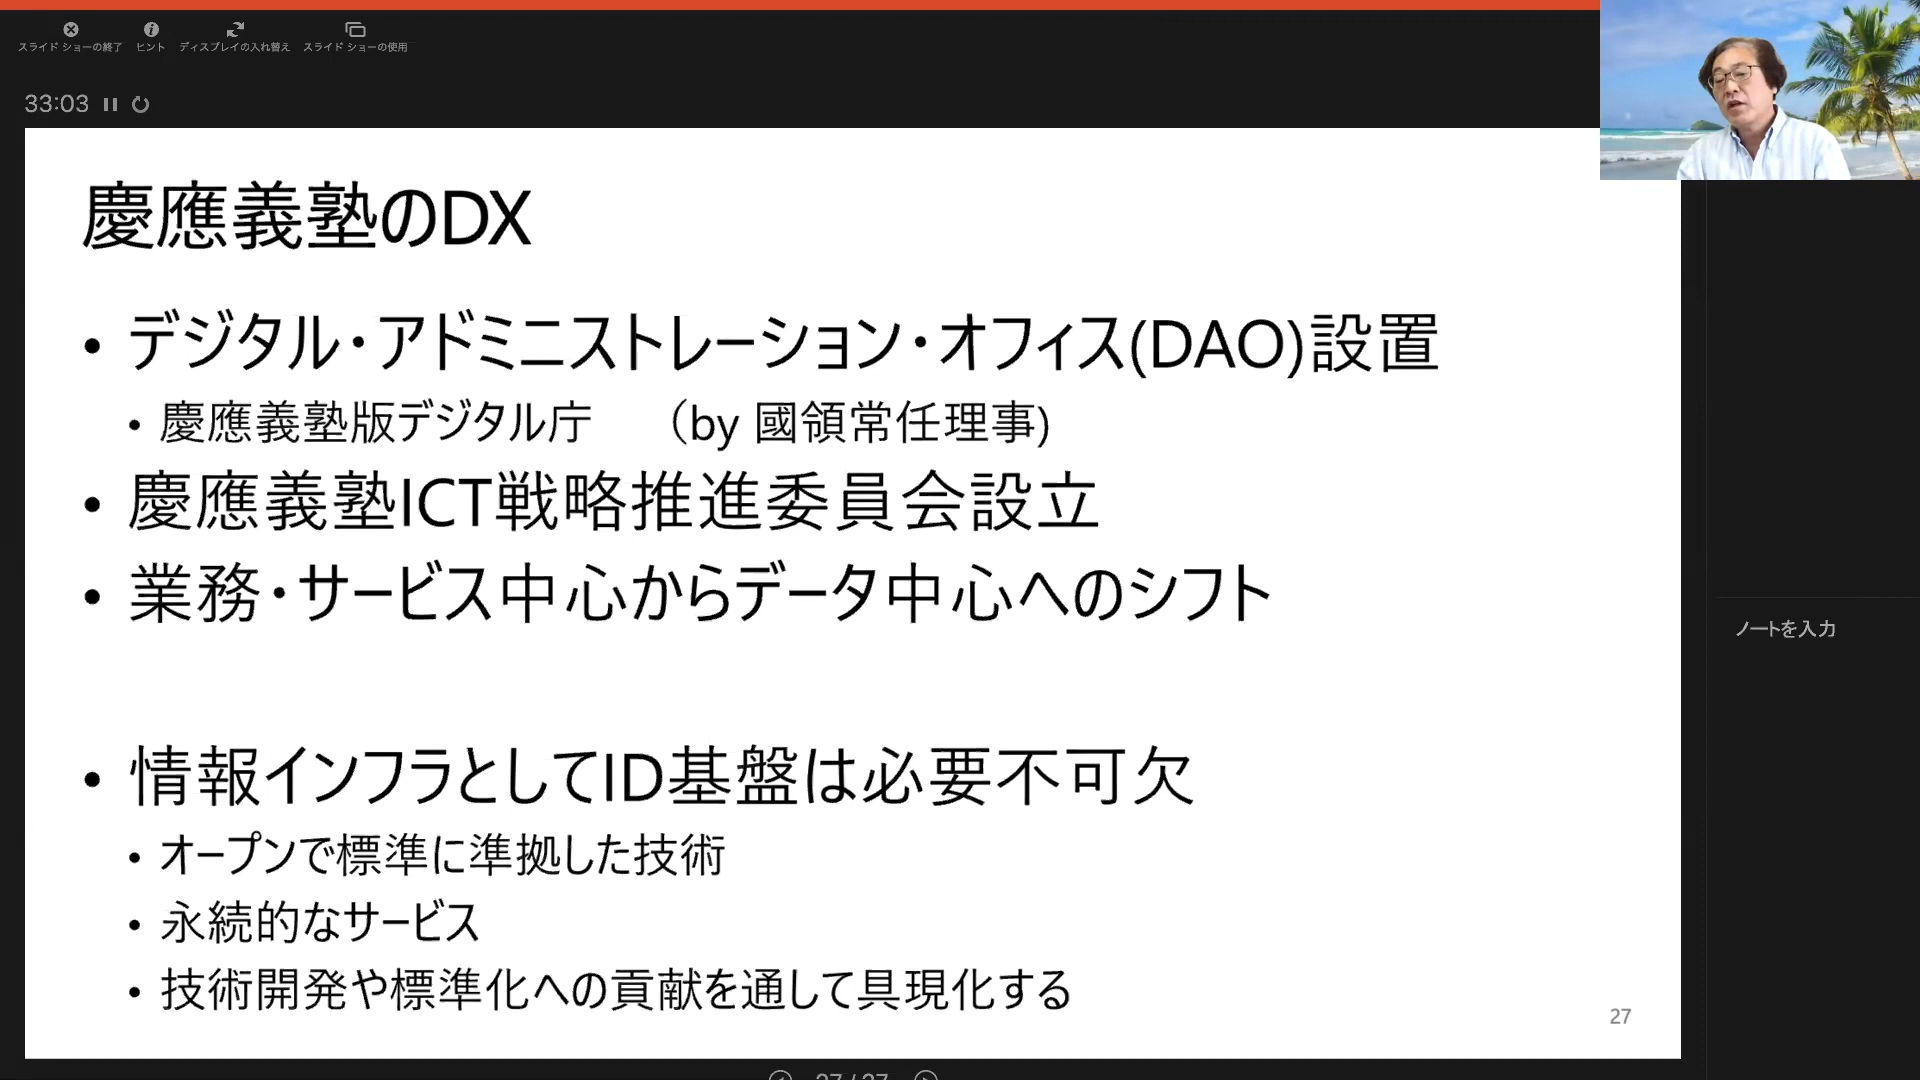 スライド ショーの終了 ヒント ディスプレイの入れ替え スライド ショーの使用
33:03
慶應義塾のDX
• デジタル・アドミニストレーション・オフィス(DAO)設置
• 慶應義塾版デジタル庁 （by 國領常任理事)
• 慶應義塾ICT戦略推進委員会設立
• 業務・サービス中心からデータ中心へのシフト
• 情報インフラとしてID基盤は必要不可欠
• オープンで標準に準拠した技術
• 永続的なサービス
• 技術開発や標準化への貢献を通して具現化する
27
ノートを入力
27 / 27